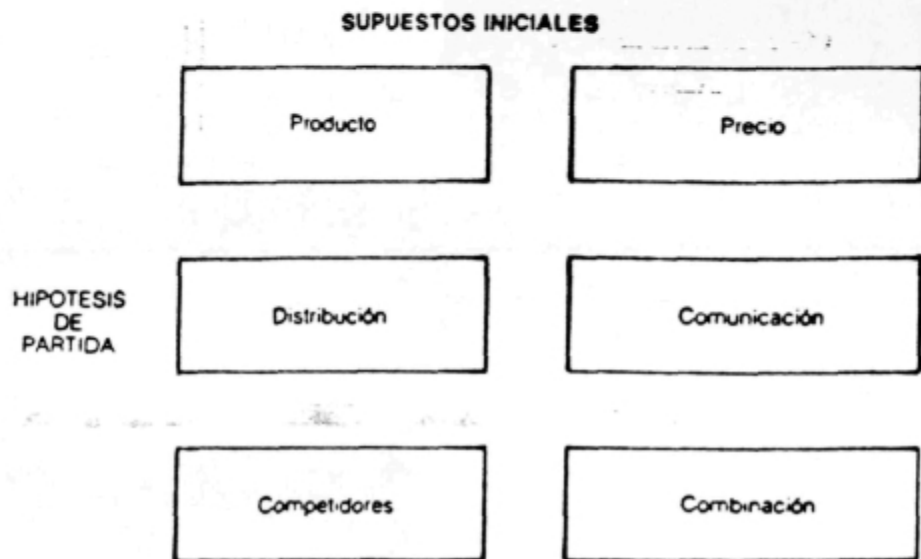 SUPUESTOS INICIALES
Producto
Precio
HIPOTESIS
DE
PARTIDA
Distribución
Comunicación
Competidores
Combinación